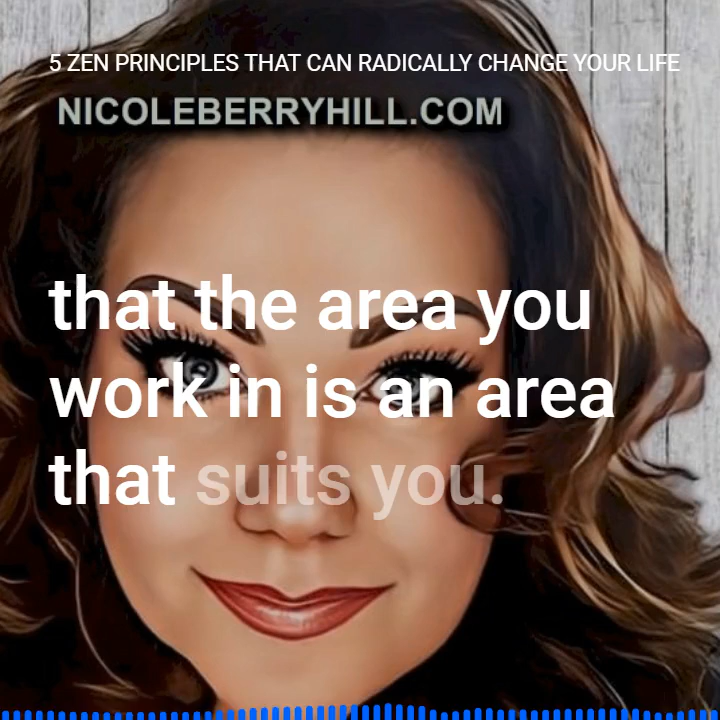 5 ZEN PRINCIPLES THAT CAN RADICALLY CHANGE YOUR LIFE
NICOLEBERRYHILL.COM
that the area you
work in is an area
that suits you.